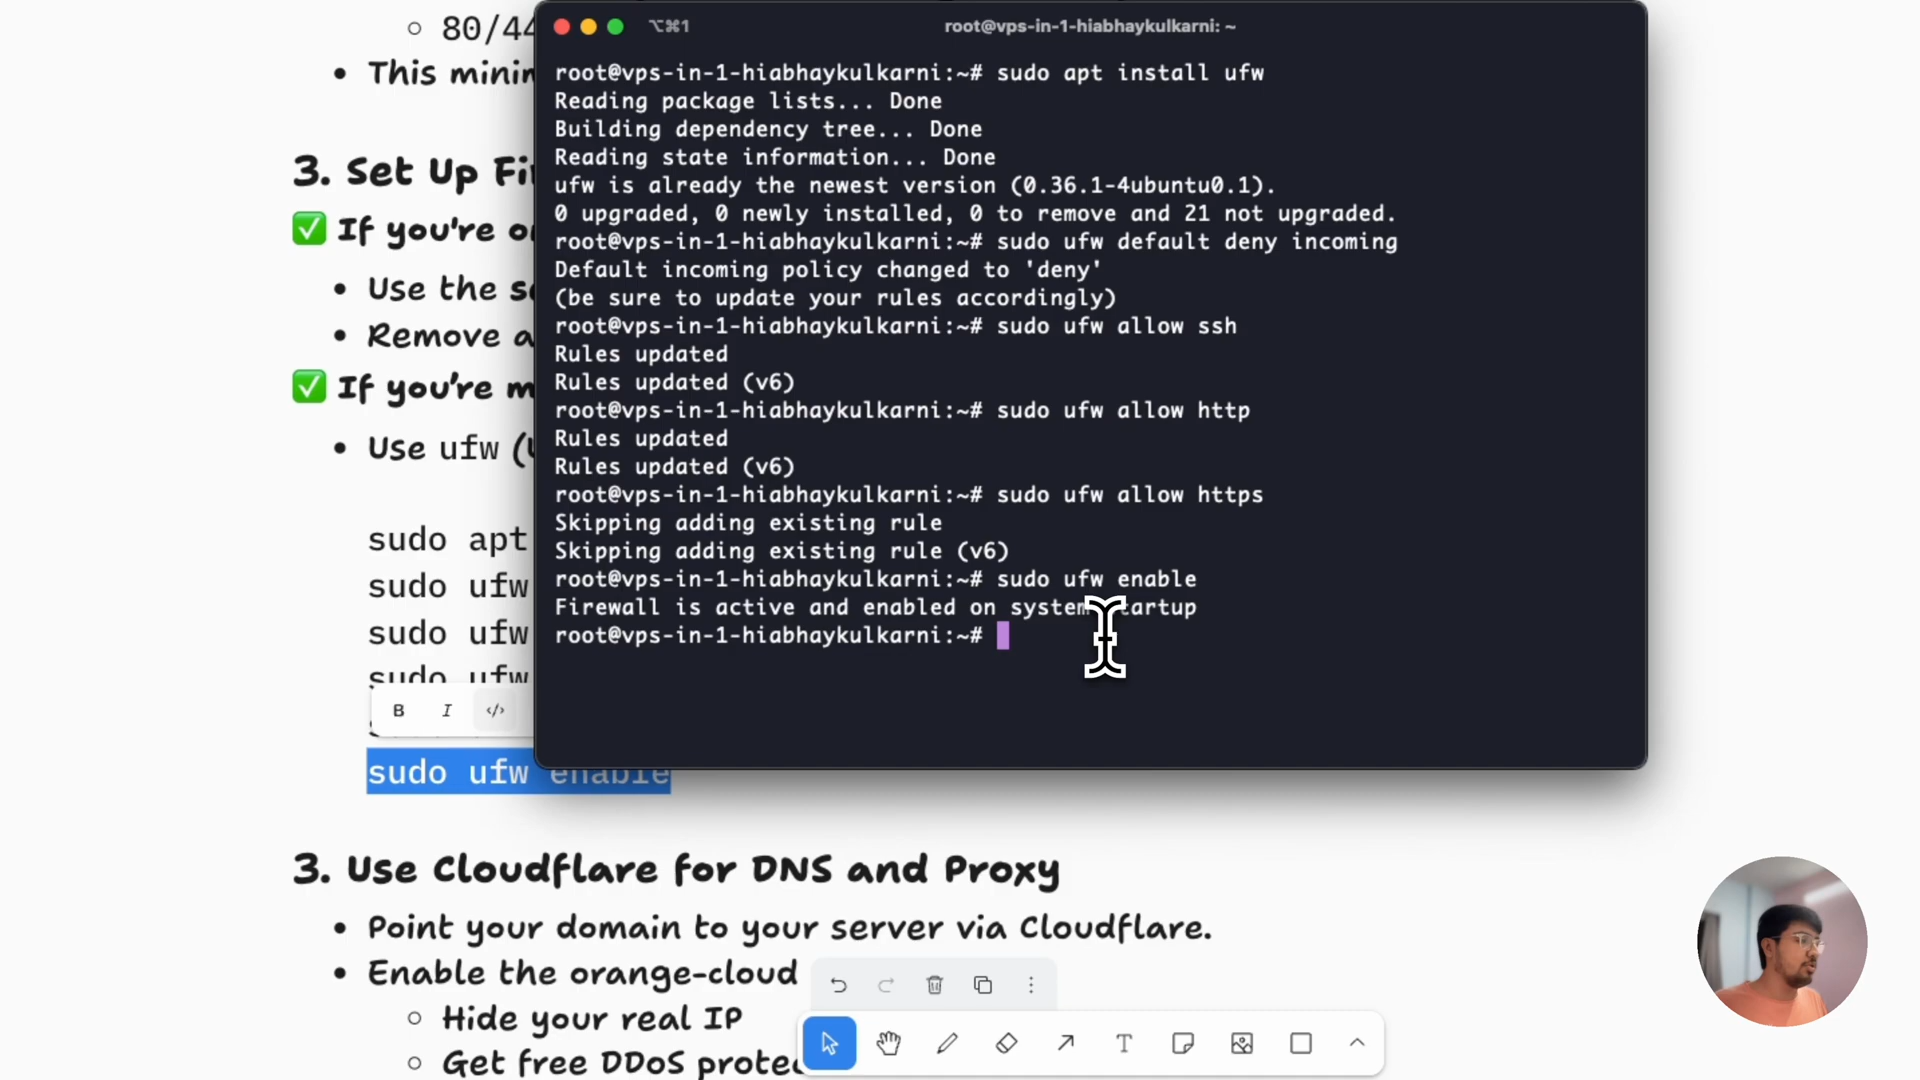 80/44
This minin
3. Set Up Fi
✅ If you're o
Use the s
Remove a
✅ If you're m
Use ufw (
sudo apt
sudo ufw
sudo ufw
sudo ufw
B I </>
sudo ufw enable
⌥⌘1 root@vps-in-1-hiabhaykulkarni: ~
root@vps-in-1-hiabhaykulkarni:~# sudo apt install ufw
Reading package lists... Done
Building dependency tree... Done
Reading state information... Done
ufw is already the newest version (0.36.1-4ubuntu0.1).
0 upgraded, 0 newly installed, 0 to remove and 21 not upgraded.
root@vps-in-1-hiabhaykulkarni:~# sudo ufw default deny incoming
Default incoming policy changed to 'deny'
(be sure to update your rules accordingly)
root@vps-in-1-hiabhaykulkarni:~# sudo ufw allow ssh
Rules updated
Rules updated (v6)
root@vps-in-1-hiabhaykulkarni:~# sudo ufw allow http
Rules updated
Rules updated (v6)
root@vps-in-1-hiabhaykulkarni:~# sudo ufw allow https
Skipping adding existing rule
Skipping adding existing rule (v6)
root@vps-in-1-hiabhaykulkarni:~# sudo ufw enable
Firewall is active and enabled on system startup
root@vps-in-1-hiabhaykulkarni:~#
3. Use Cloudflare for DNS and Proxy
Point your domain to your server via Cloudflare.
Enable the orange-cloud
Hide your real IP
Get free DDoS protec